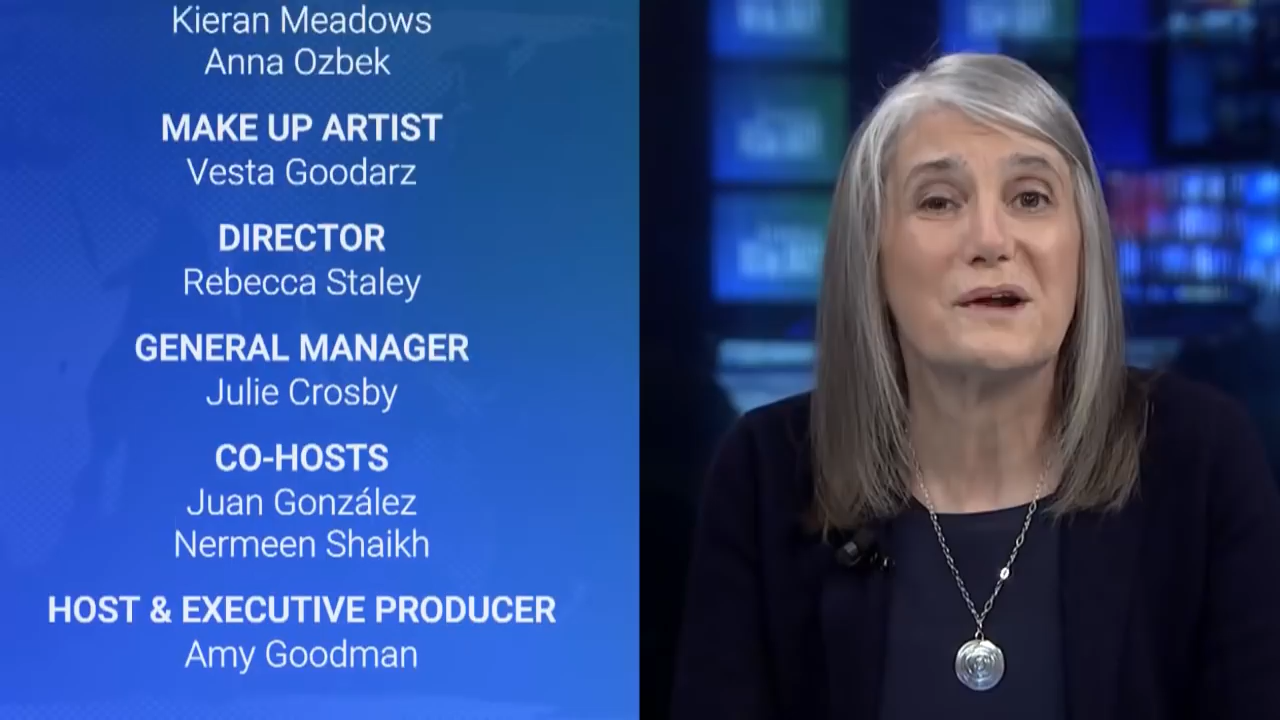 Kieran Meadows
Anna Ozbek
MAKE UP ARTIST
Vesta Goodarz
DIRECTOR
Rebecca Staley
GENERAL MANAGER
Julie Crosby
CO-HOSTS
Juan González
Nermeen Shaikh
HOST & EXECUTIVE PRODUCER
Amy Goodman